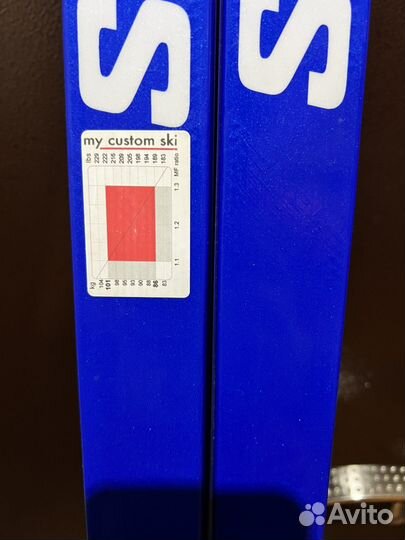 S S
my custom ski
lbs 229 222 216 209 205 198 194 189 183
MF ratio
1.3
1.2
1.1
kg 104 101 98 95 93 90 88 86 83
Avito